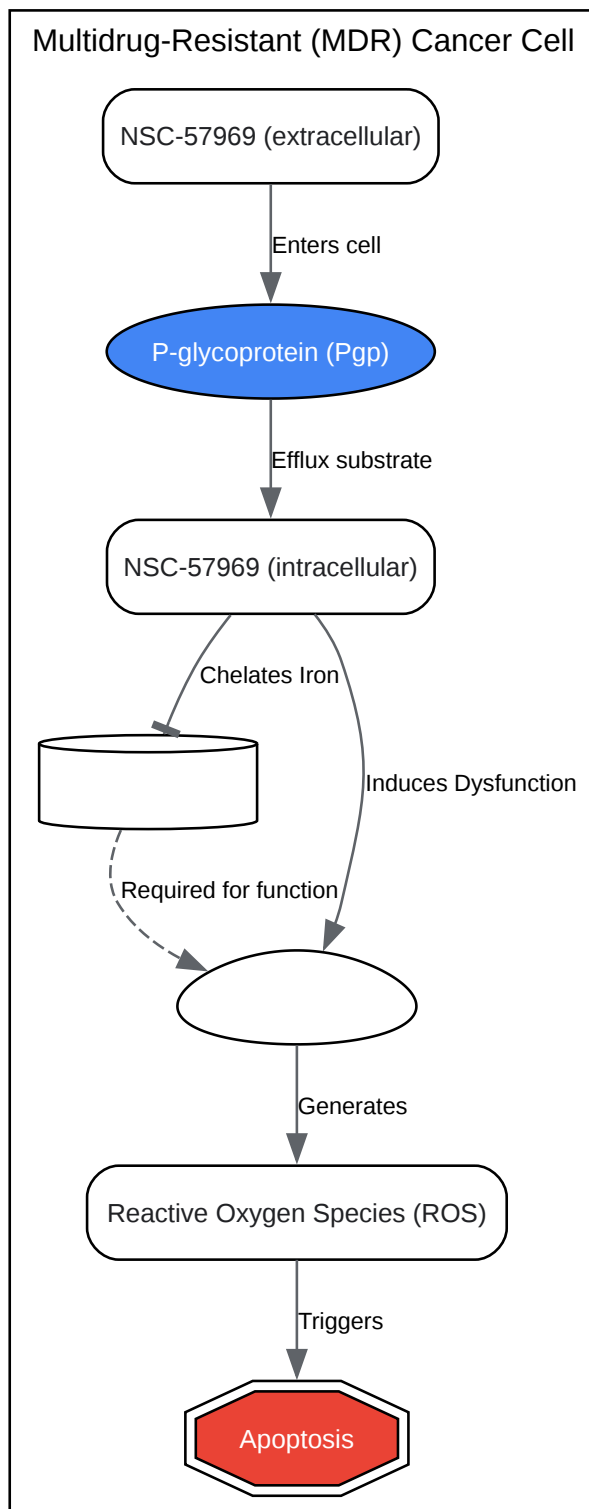 Multidrug-Resistant (MDR) Cancer Cell
NSC-57969 (extracellular)
Enters cell
P-glycoprotein (Pgp)
Efflux substrate
NSC-57969 (intracellular)
Chelates Iron
Induces Dysfunction
Required for function
Generates
Reactive Oxygen Species (ROS)
Triggers
Apoptosis